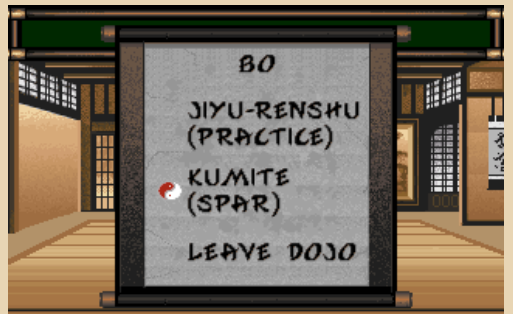 BO
JIYU-RENSHU
(PRACTICE)
KUMITE
(SPAR)
LEAVE DOJO